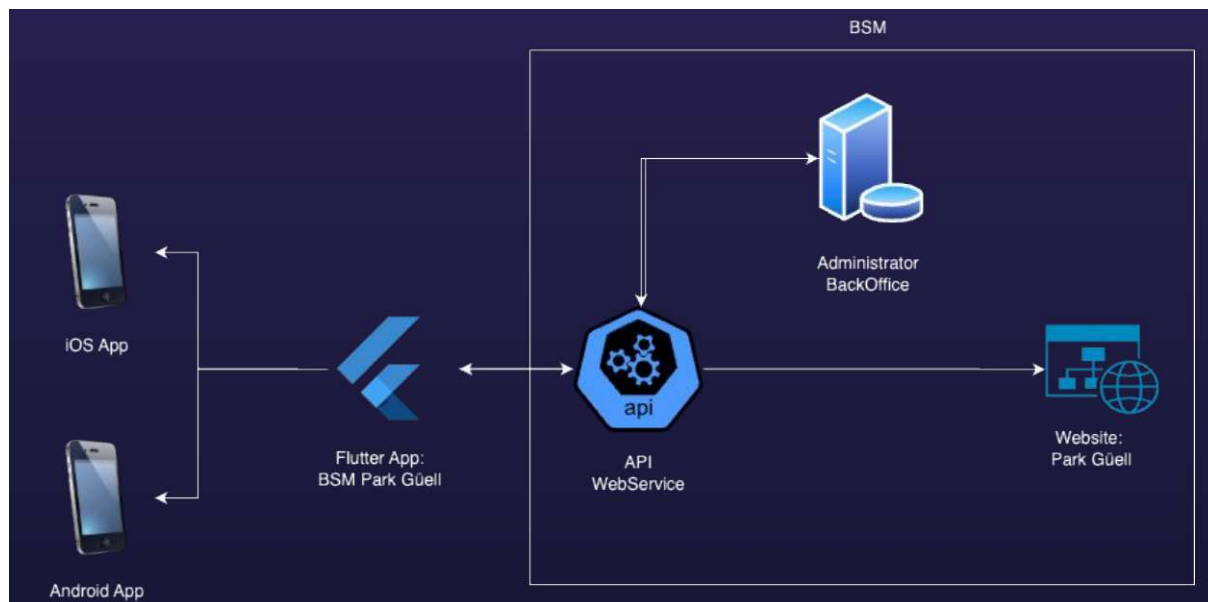 BSM
Administrator
BackOffice
iOS App
api
Flutter App:
BSM Park Güell
API
WebService
Website:
Park Güell
Android App